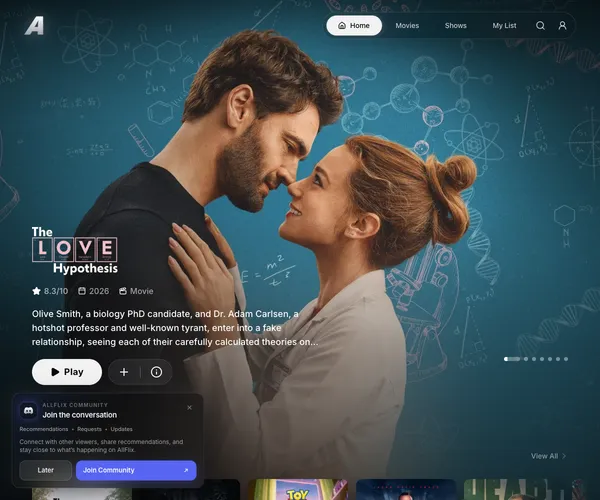 A
Home
Movies
Shows
My List
The
LOVE
Hypothesis
8.3/10
2026
Movie
Olive Smith, a biology PhD candidate, and Dr. Adam Carlsen, a
hotshot professor and well-known tyrant, enter into a fake
relationship, seeing each of their carefully calculated theories on...
Play
ALLFLIX COMMUNITY
Join the conversation
Recommendations • Requests • Updates
Connect with other viewers, share recommendations, and
stay close to what's happening on AllFlix.
Later
Join Community
View All
TOY